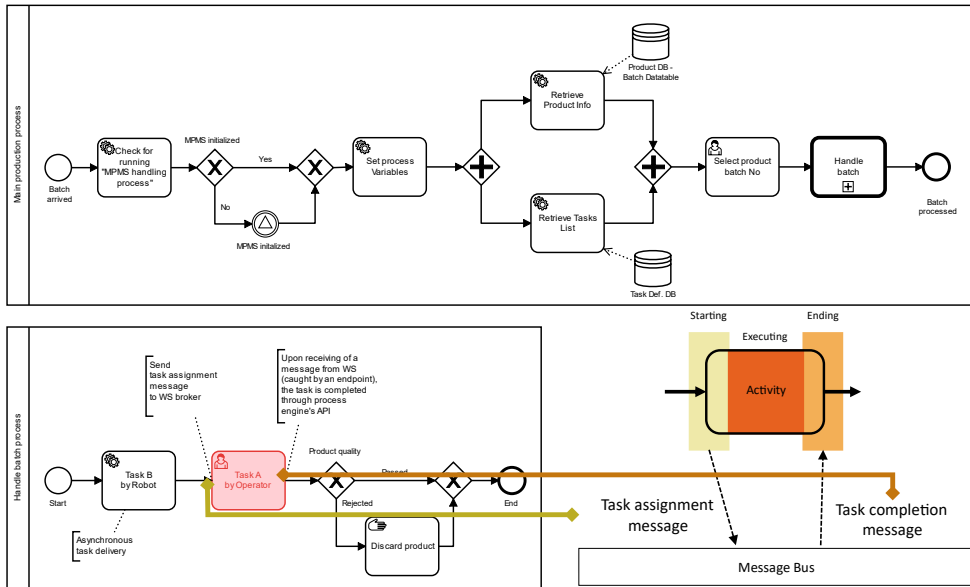 Main production process
Batch
arrived
Check for
running
"MPMS handling
process"
MPMS initialized
Yes
No
MPMS initalized
Set process
Variables
Retrieve
Product Info
Product DB -
Batch Datatable
Retrieve Tasks
List
Task Def. DB
Select product
batch No
Handle
batch
Batch
processed
Handle batch process
Send
task assignment
message
to WS broker
Upon receiving of a
message from WS
(caught by an endpoint),
the task is completed
through process
engine's API
Start
Task B
by Robot
Asynchronous
task delivery
Task A
by Operator
Product quality
Passed
Rejected
Discard product
End
Starting
Ending
Executing
Activity
Task assignment
message
Task completion
message
Message Bus